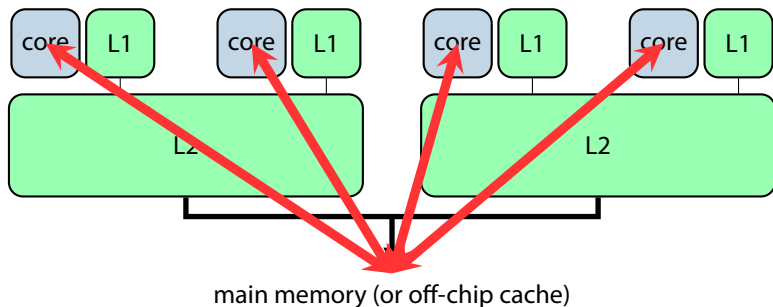 core L1 core L1 core L1 core L1
L2 L2
main memory (or off-chip cache)